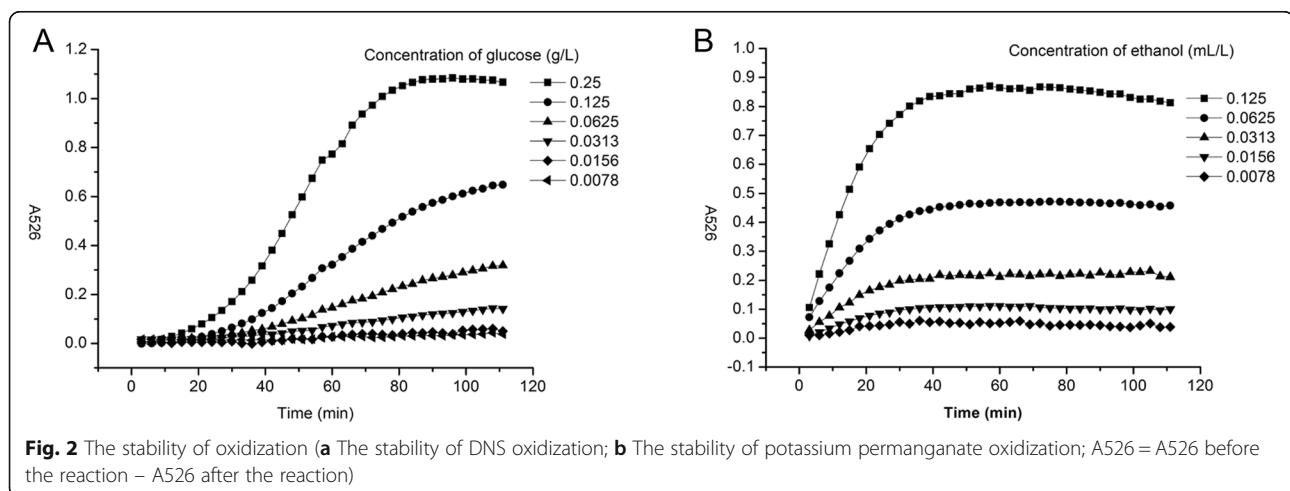 A
Concentration of glucose (g/L)
0.25
0.125
0.0625
0.0313
0.0156
0.0078
1.2
1.0
0.8
0.6
0.4
0.2
0.0
A526
0 20 40 60 80 100 120
Time (min)
B
Concentration of ethanol (mL/L)
0.125
0.0625
0.0313
0.0156
0.0078
1.0
0.9
0.8
0.7
0.6
0.5
0.4
0.3
0.2
0.1
0.0
-0.1
A526
0 20 40 60 80 100 120
Time (min)
Fig. 2 The stability of oxidization (a The stability of DNS oxidization; b The stability of potassium permanganate oxidization; A526 = A526 before
the reaction – A526 after the reaction)